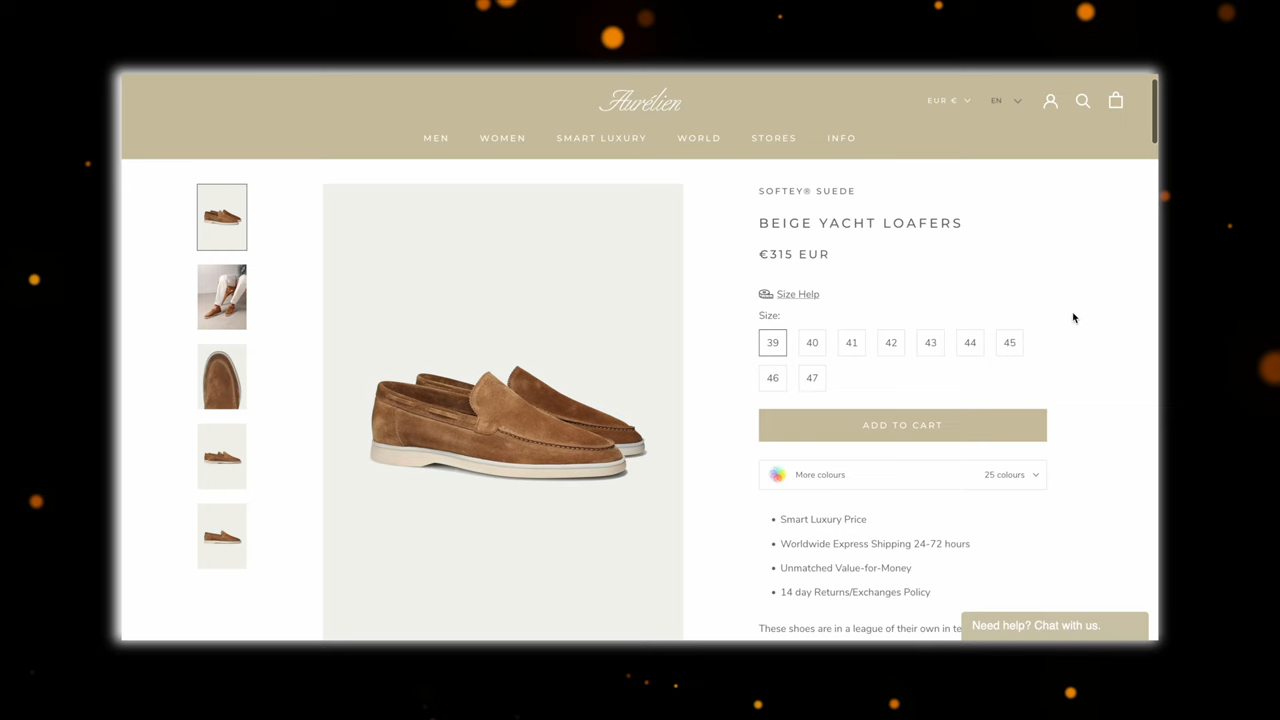 Aurélien
EUR €
EN
MEN WOMEN SMART LUXURY WORLD STORES INFO
SOFTEY® SUEDE
BEIGE YACHT LOAFERS
€315 EUR
Size Help
Size:
39 40 41 42 43 44 45
46 47
ADD TO CART
More colours 25 colours
• Smart Luxury Price
• Worldwide Express Shipping 24-72 hours
• Unmatched Value-for-Money
• 14 day Returns/Exchanges Policy
These shoes are in a league of their own in te
Need help? Chat with us.